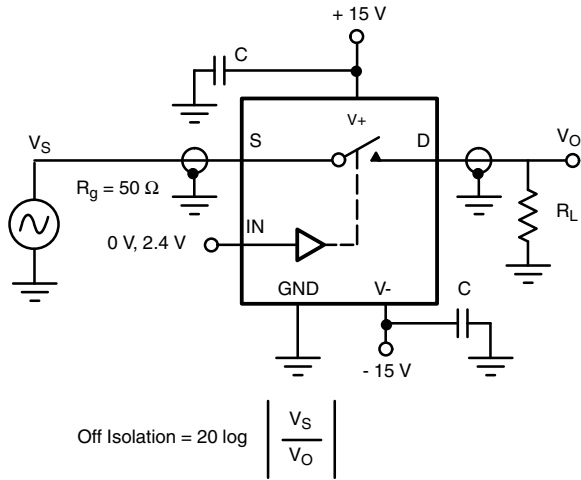 + 15 V
C
V+
VS
S
D
VO
Rg = 50 Ω
RL
0 V, 2.4 V
IN
GND
V-
C
- 15 V
Off Isolation = 20 log | VS / VO |